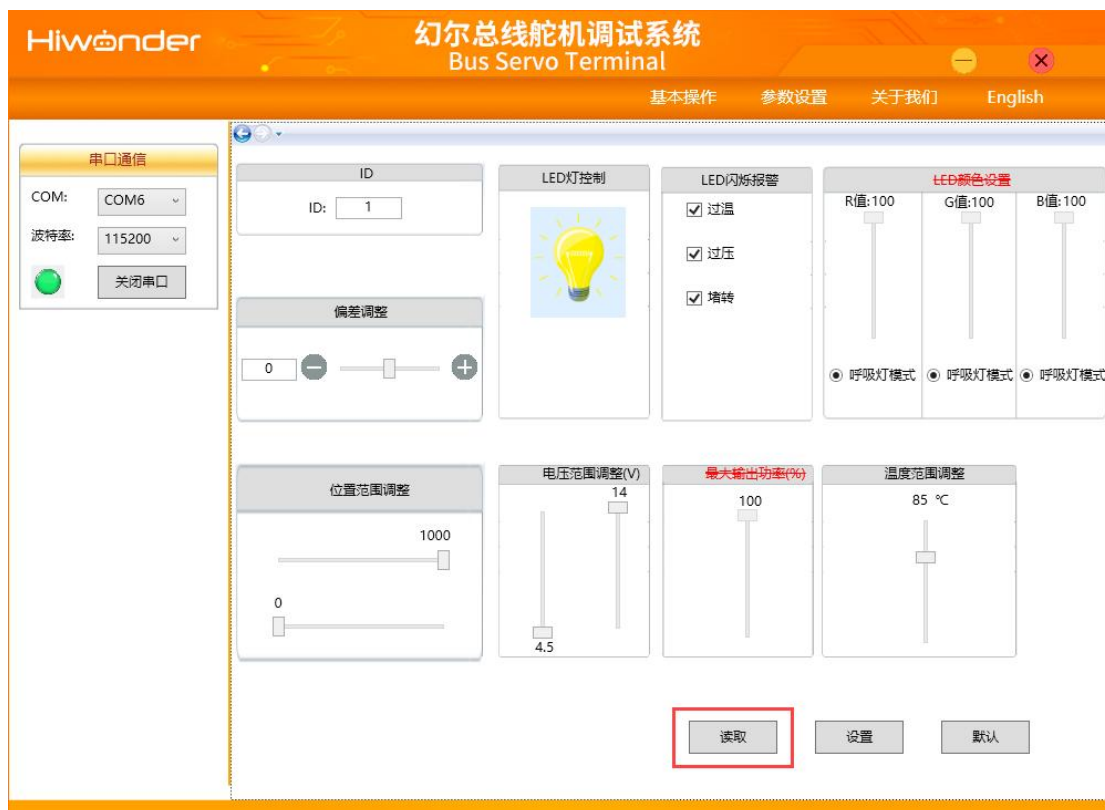 Hiwonder
幻尔总线舵机调试系统
Bus Servo Terminal
基本操作 参数设置 关于我们 English
串口通信
COM: COM6
波特率: 115200
关闭串口
ID
ID: 1
偏差调整
0
LED灯控制
LED闪烁报警
过温
过压
堵转
LED颜色设置
R值:100 G值:100 B值:100
呼吸灯模式 呼吸灯模式 呼吸灯模式
位置范围调整
1000
0
电压范围调整(V)
14
4.5
最大输出功率(%)
100
温度范围调整
85 ℃
读取 设置 默认